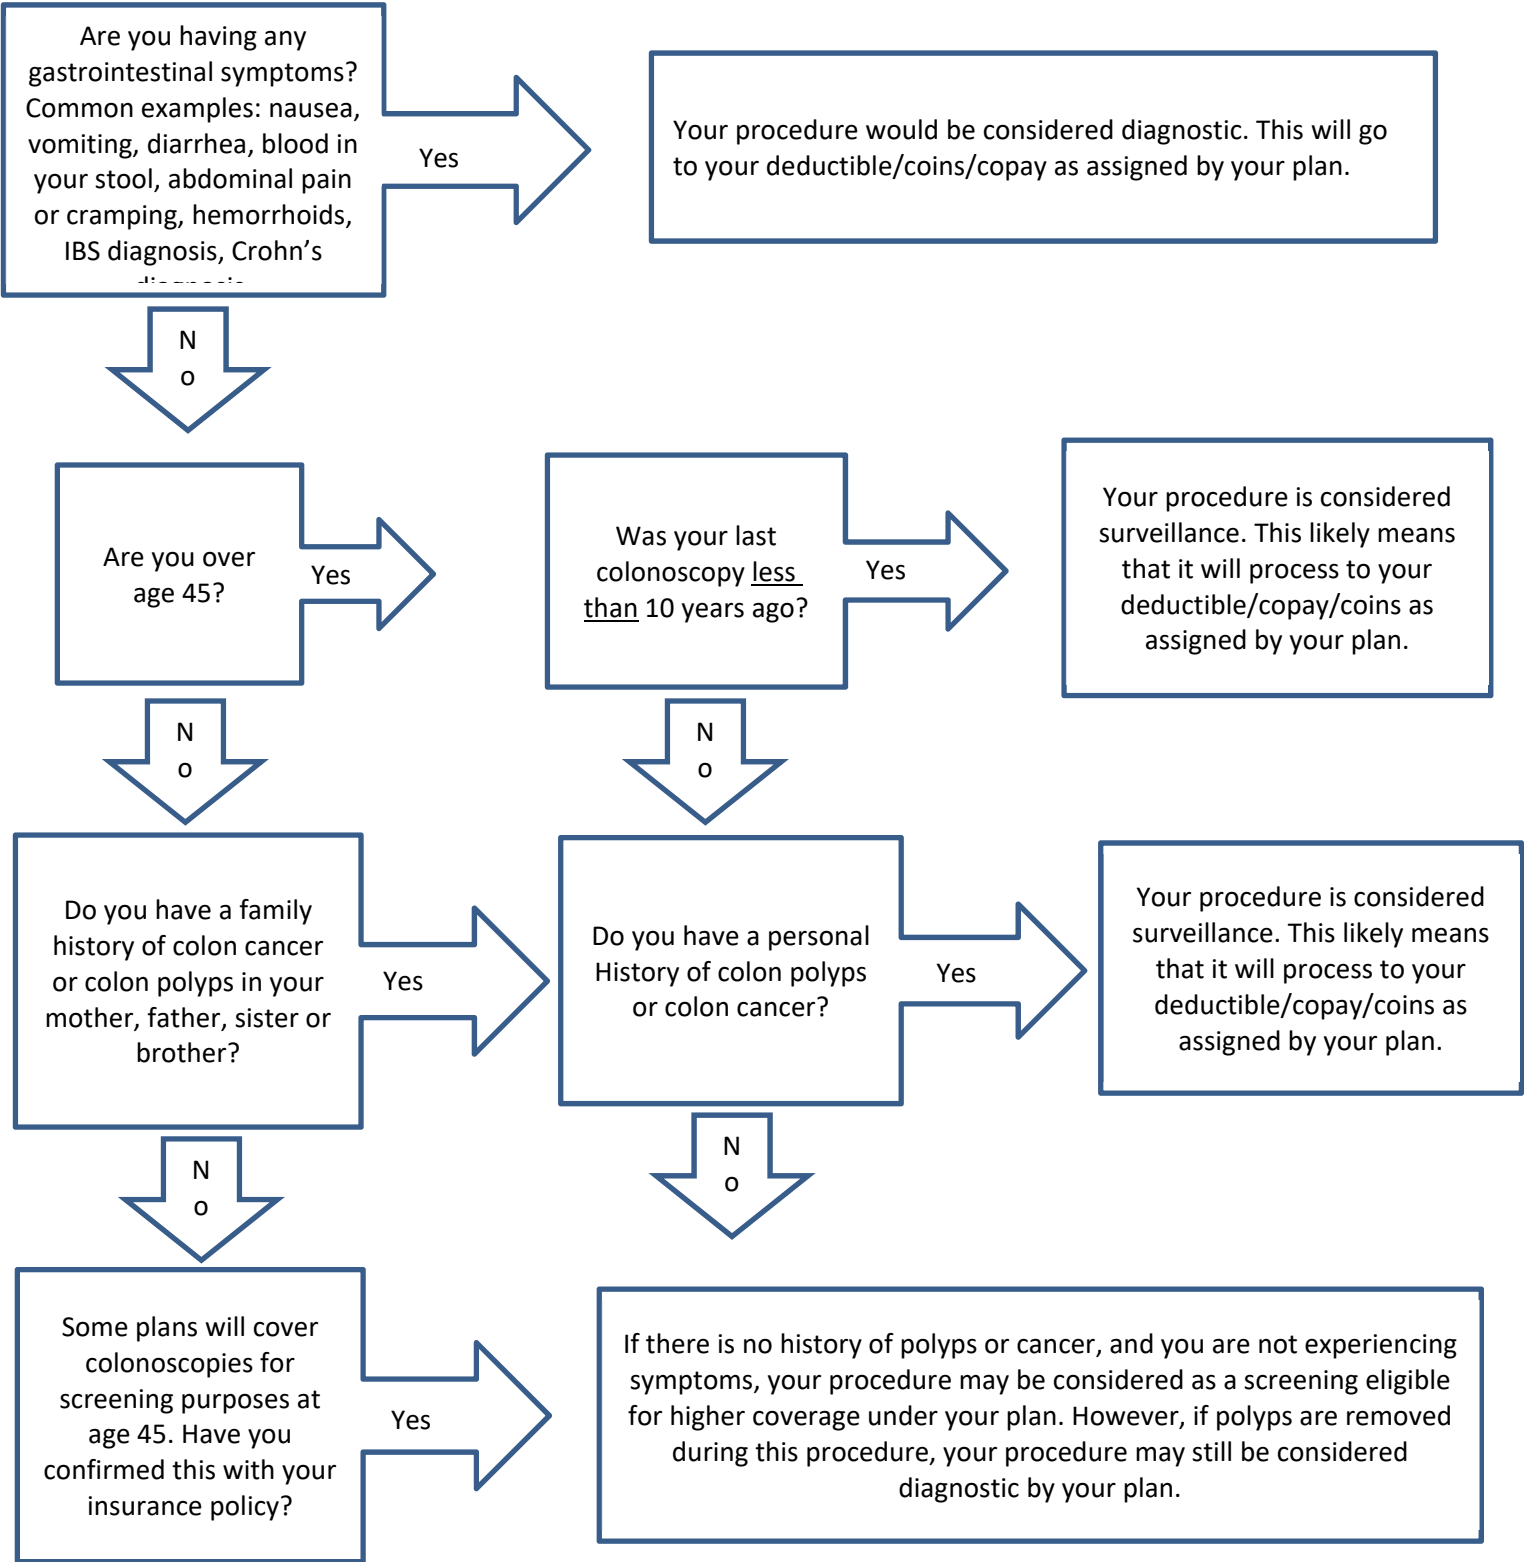 Are you having any
gastrointestinal symptoms?
Common examples: nausea,
vomiting, diarrhea, blood in
your stool, abdominal pain
or cramping, hemorrhoids,
IBS diagnosis, Crohn’s
Yes
Your procedure would be considered diagnostic. This will go
to your deductible/coins/copay as assigned by your plan.
N
o
Are you over
age 45?
Yes
Was your last
colonoscopy less
than 10 years ago?
Yes
Your procedure is considered
surveillance. This likely means
that it will process to your
deductible/copay/coins as
assigned by your plan.
N
o
N
o
Do you have a family
history of colon cancer
or colon polyps in your
mother, father, sister or
brother?
Yes
Do you have a personal
History of colon polyps
or colon cancer?
Yes
Your procedure is considered
surveillance. This likely means
that it will process to your
deductible/copay/coins as
assigned by your plan.
N
o
N
o
Some plans will cover
colonoscopies for
screening purposes at
age 45. Have you
confirmed this with your
insurance policy?
Yes
If there is no history of polyps or cancer, and you are not experiencing
symptoms, your procedure may be considered as a screening eligible
for higher coverage under your plan. However, if polyps are removed
during this procedure, your procedure may still be considered
diagnostic by your plan.